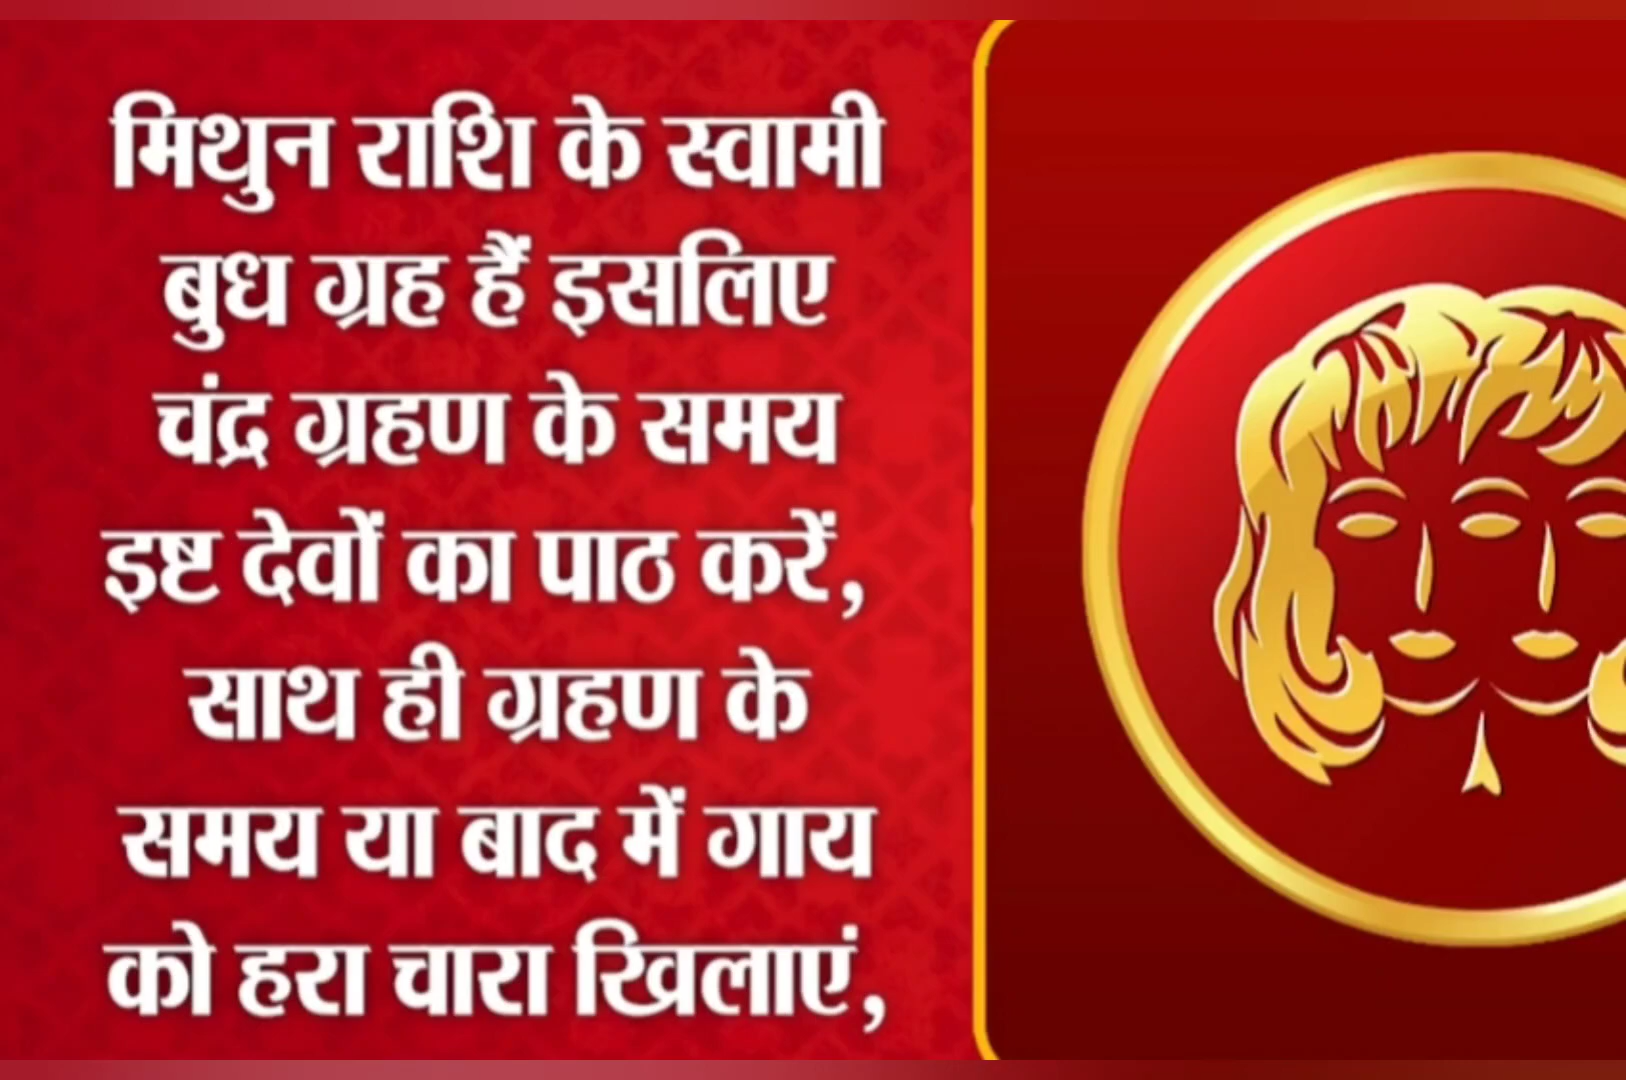 मिथुन राशि के स्वामी
बुध ग्रह हैं इसलिए
चंद्र ग्रहण के समय
इष्ट देवों का पाठ करें,
साथ ही ग्रहण के
समय या बाद में गाय
को हरा चारा खिलाएं,